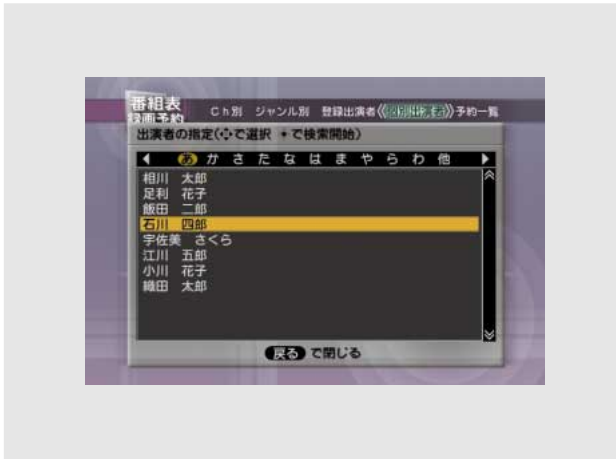 番組表
録画予約
Ch別 ジャンル別 登録出演者 《個別出演者》 予約一覧
出演者の指定(で選択 ・で検索開始)
◀ あ か さ た な は ま や ら わ 他 ▶
相川 太郎
足利 花子
飯田 二郎
石川 四郎
宇佐美 さくら
江川 五郎
小川 花子
織田 太郎
戻る で閉じる